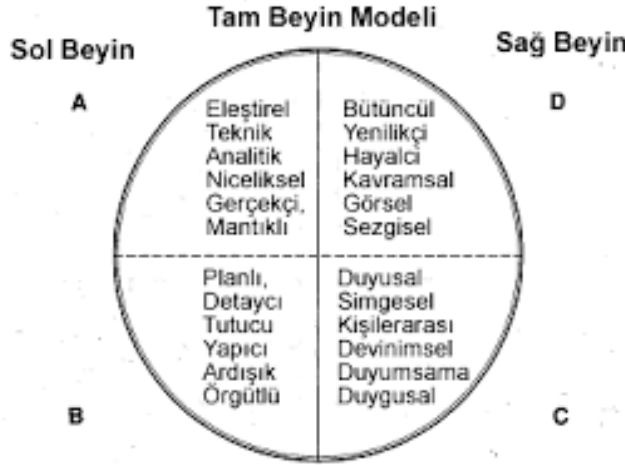 Tam Beyin Modeli
Sol Beyin
Sağ Beyin
A
D
Eleştirel
Teknik
Analitik
Niceliksel
Gerçekçi,
Mantıklı
Bütüncül
Yenilikçi
Hayalci
Kavramsal
Görsel
Sezgisel
Planlı,
Detaycı
Tutucu
Yapıcı
Ardışık
Örgütlü
Duyusal
Simgesel
Kişilerarası
Devinimsel
Duyumsama
Duygusal
B
C